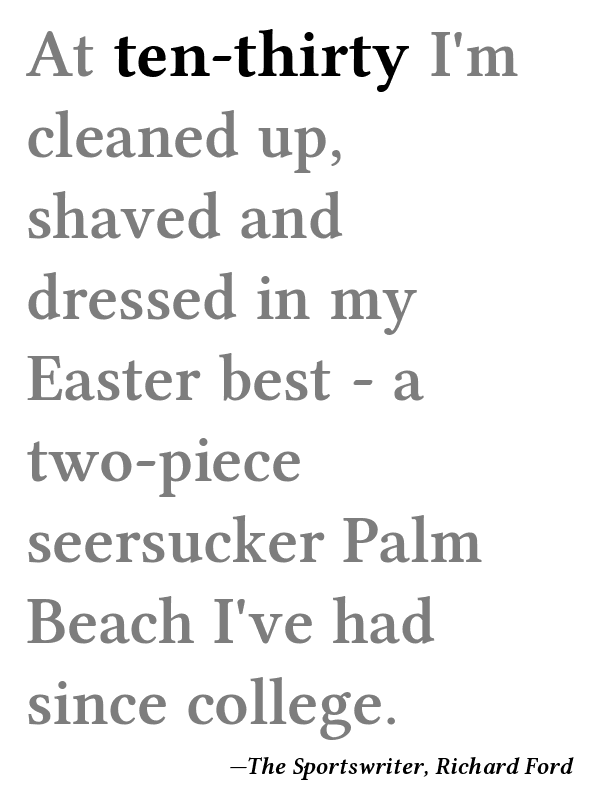 At ten-thirty I'm
cleaned up,
shaved and
dressed in my
Easter best - a
two-piece
seersucker Palm
Beach I've had
since college.
—The Sportswriter, Richard Ford